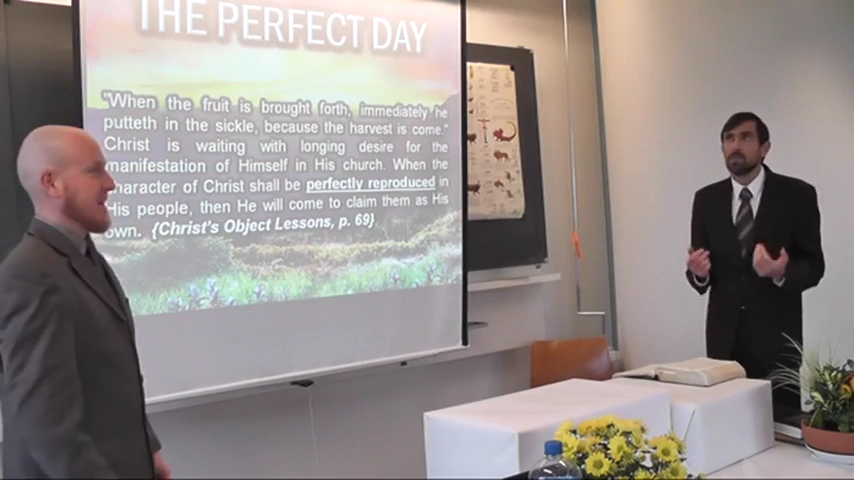 THE PERFECT DAY
"When the fruit is brought forth, immediately he
putteth in the sickle, because the harvest is come."
Christ is waiting with longing desire for the
manifestation of Himself in His church. When the
character of Christ shall be perfectly reproduced in
His people, then He will come to claim them as His
own. {Christ's Object Lessons, p. 69}